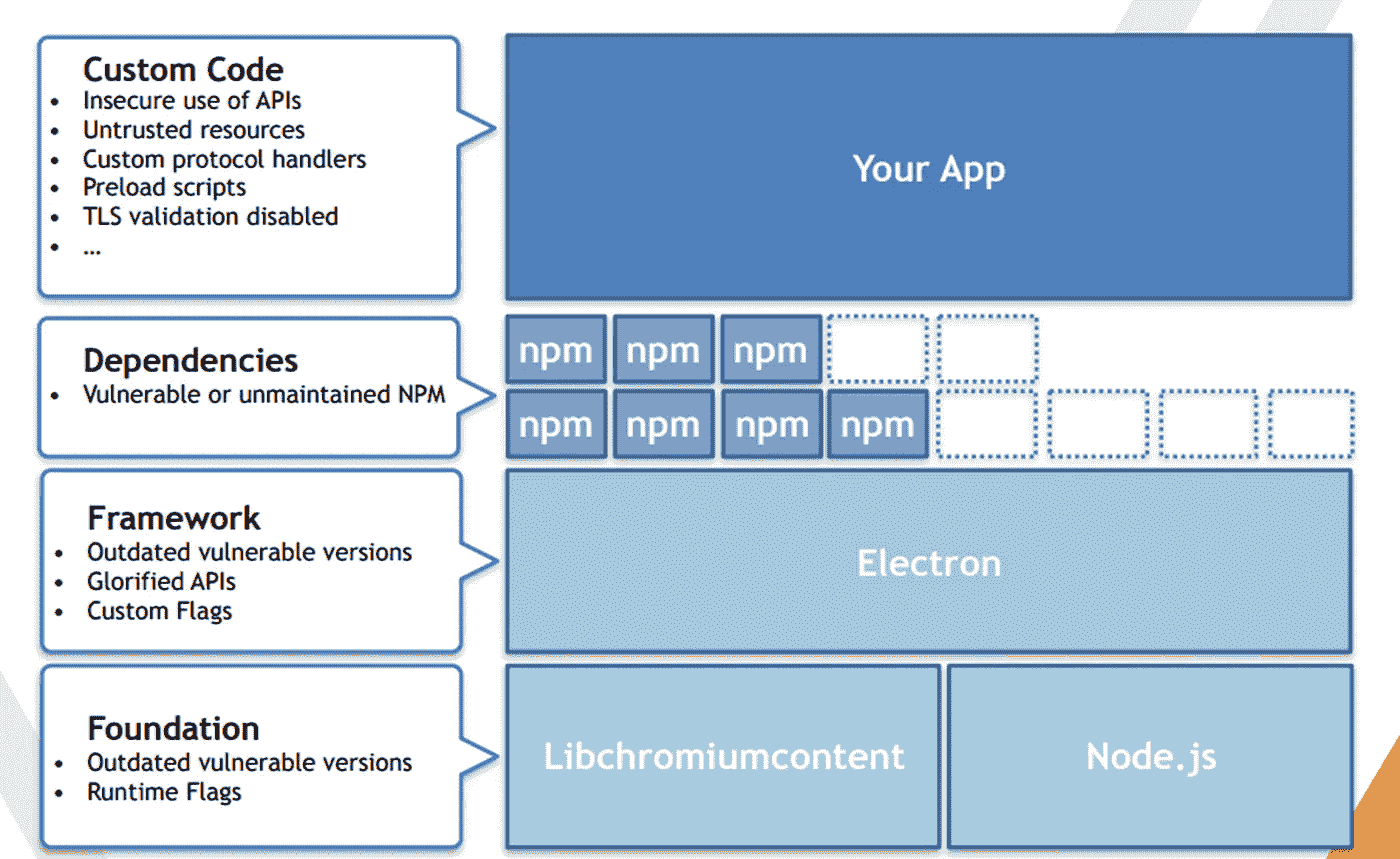 Custom Code
• Insecure use of APIs
• Untrusted resources
• Custom protocol handlers
• Preload scripts
• TLS validation disabled
• …
Your App
Dependencies
• Vulnerable or unmaintained NPM
npm npm npm
npm npm npm npm
Framework
• Outdated vulnerable versions
• Glorified APIs
• Custom Flags
Electron
Foundation
• Outdated vulnerable versions
• Runtime Flags
Libchromiumcontent
Node.js